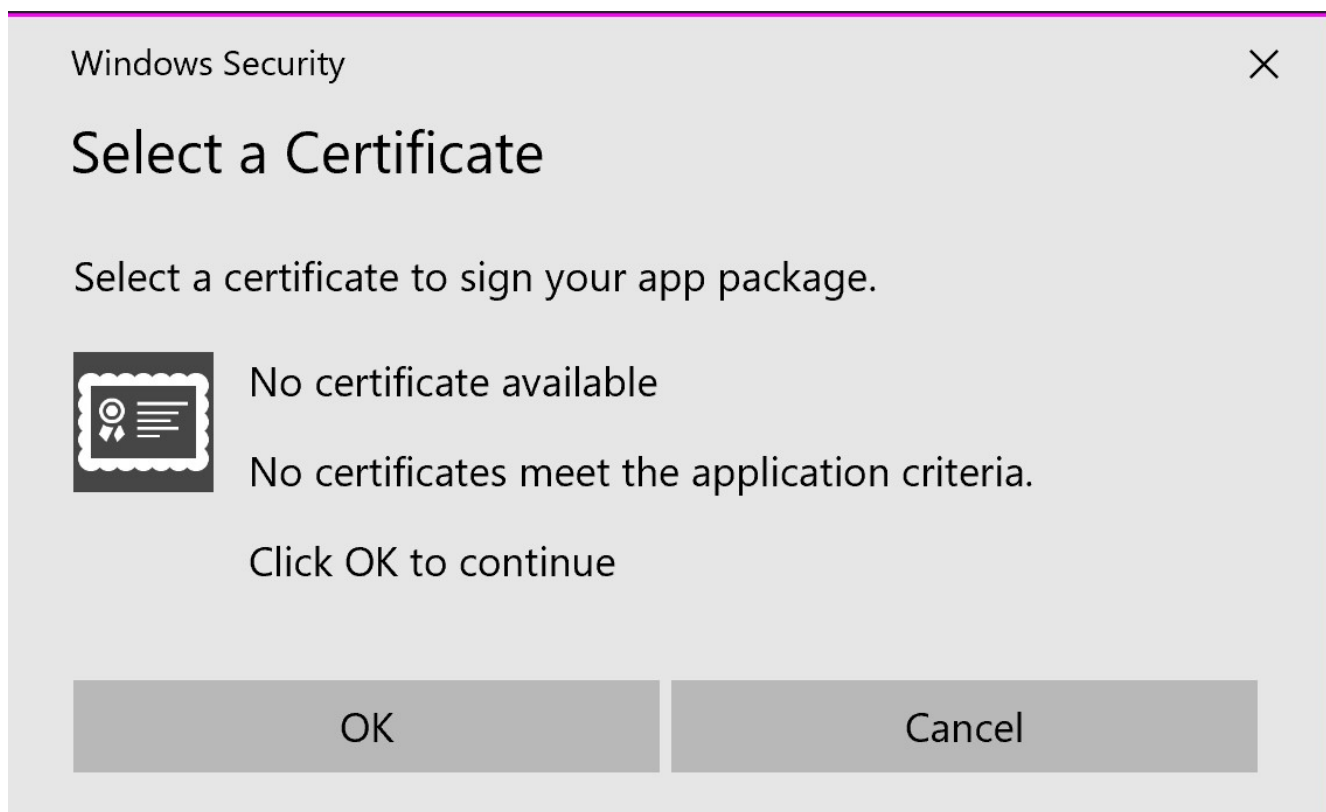 Windows Security
Select a Certificate
Select a certificate to sign your app package.
No certificate available
No certificates meet the application criteria.
Click OK to continue
OK
Cancel